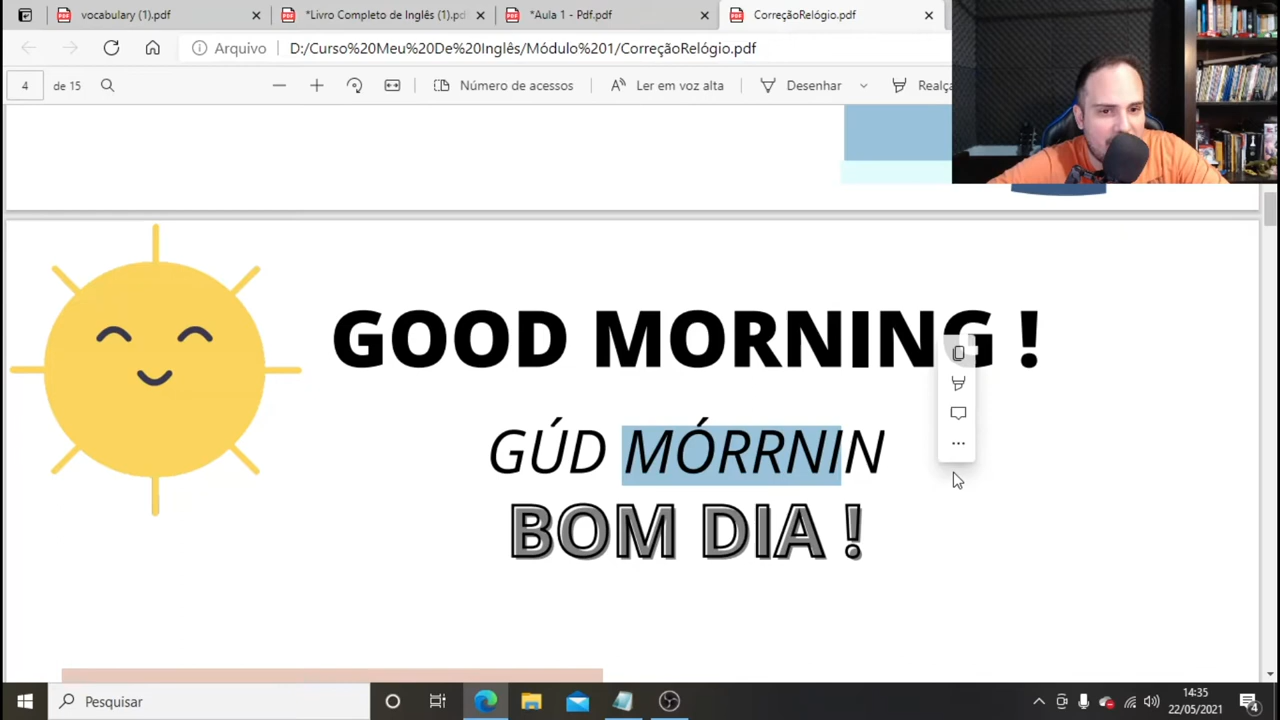 vocabulary (1).pdf
*Livro Completo de Inglês (1).pd
*Aula 1 - Pdf.pdf
CorreçãoRelógio.pdf
Arquivo
D:/Curso%20Meu%20De%20Inglês/Módulo%201/CorreçãoRelógio.pdf
4 de 15
Número de acessos
Ler em voz alta
Desenhar
Realça
GOOD MORNING !
GÚD MÓRRNIN
BOM DIA !
Pesquisar
14:35
22/05/2021
4